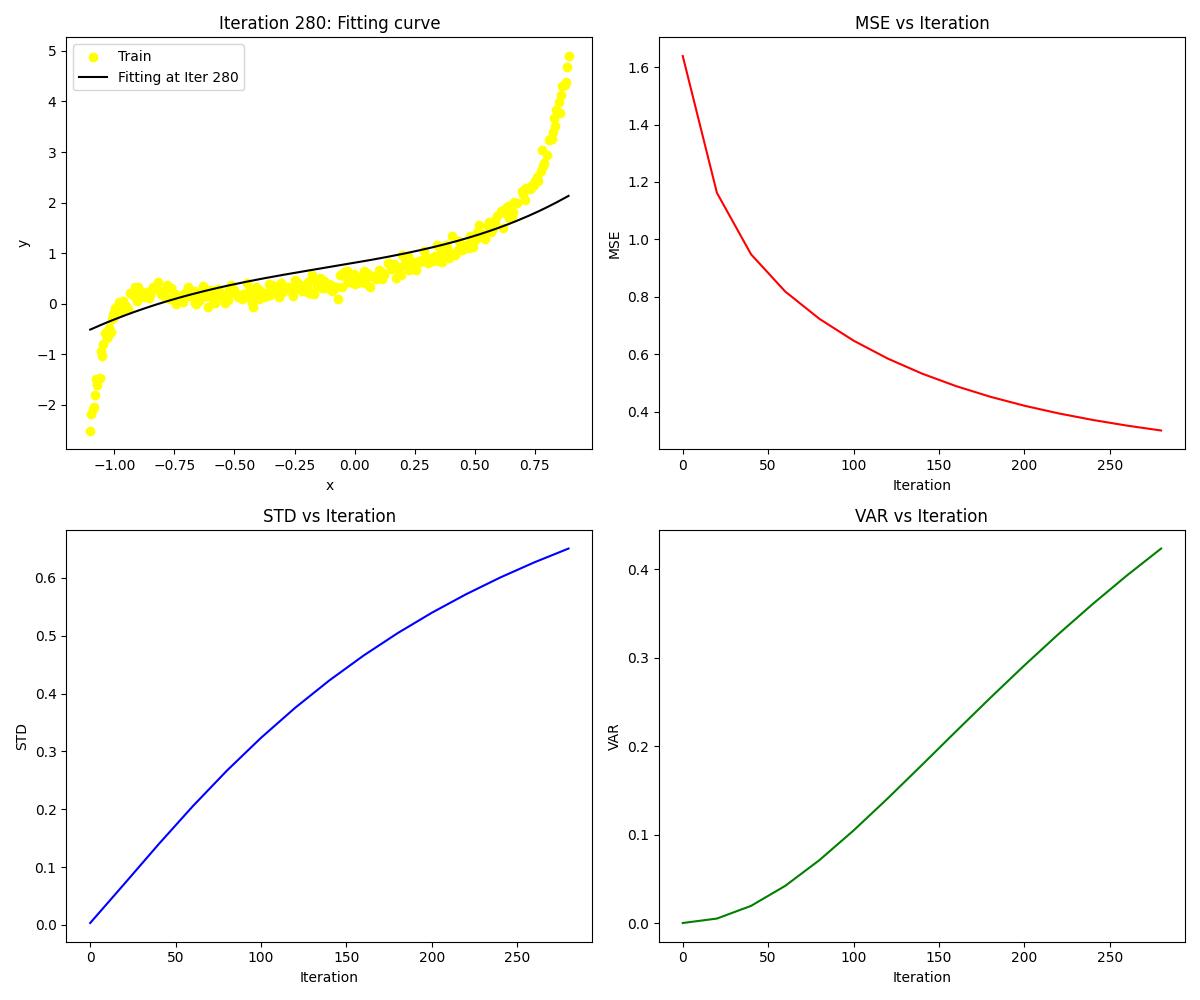 Iteration 280: Fitting curve
Train
Fitting at Iter 280
5
4
3
2
1
0
−1
−2
y
−1.00 −0.75 −0.50 −0.25 0.00 0.25 0.50 0.75
x
MSE vs Iteration
1.6
1.4
1.2
1.0
0.8
0.6
0.4
MSE
0 50 100 150 200 250
Iteration
STD vs Iteration
0.6
0.5
0.4
0.3
0.2
0.1
0.0
STD
0 50 100 150 200 250
Iteration
VAR vs Iteration
0.4
0.3
0.2
0.1
0.0
VAR
0 50 100 150 200 250
Iteration